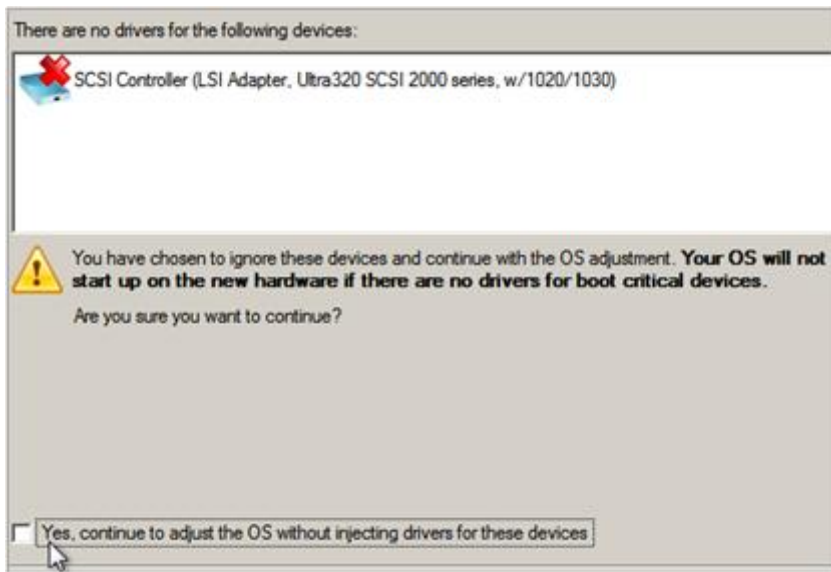 There are no drivers for the following devices:
SCSI Controller (LSI Adapter, Ultra320 SCSI 2000 series, w/1020/1030)
You have chosen to ignore these devices and continue with the OS adjustment. Your OS will not
start up on the new hardware if there are no drivers for boot critical devices.
Are you sure you want to continue?
Yes, continue to adjust the OS without injecting drivers for these devices